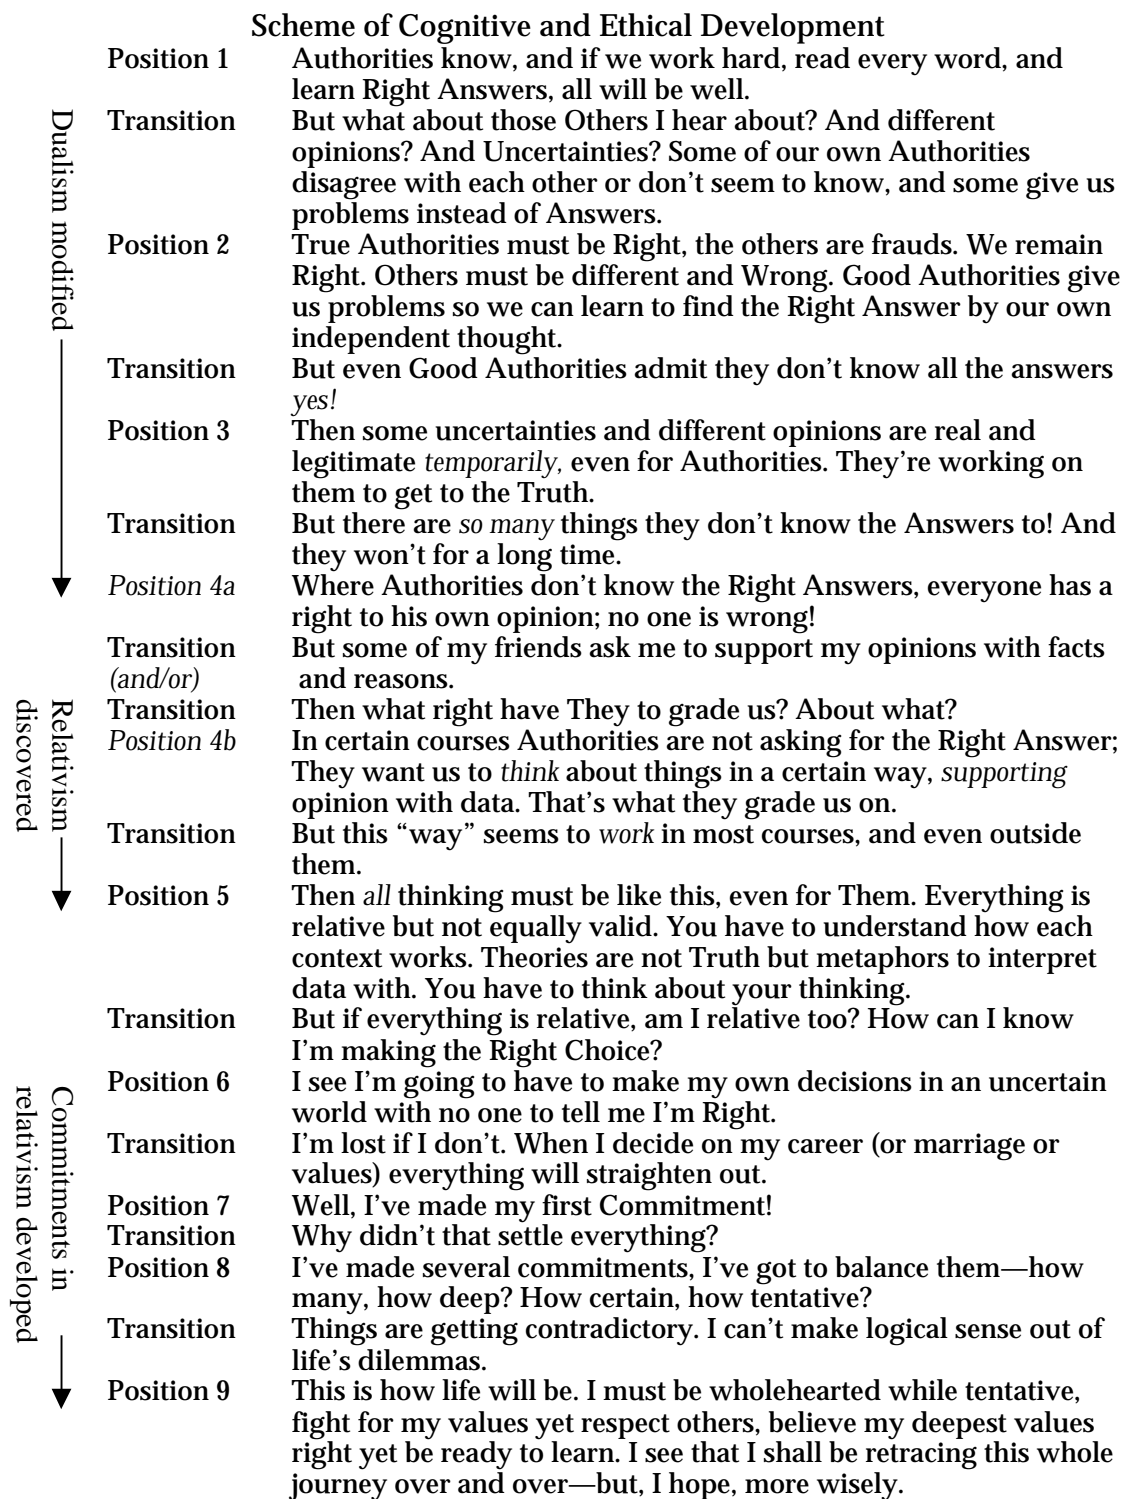 Scheme of Cognitive and Ethical Development
Position 1 Authorities know, and if we work hard, read every word, and
learn Right Answers, all will be well.
Dualism modified
Transition But what about those Others I hear about? And different
opinions? And Uncertainties? Some of our own Authorities
disagree with each other or don’t seem to know, and some give us
problems instead of Answers.
Position 2 True Authorities must be Right, the others are frauds. We remain
Right. Others must be different and Wrong. Good Authorities give
us problems so we can learn to find the Right Answer by our own
independent thought.
Transition But even Good Authorities admit they don’t know all the answers
yes!
Position 3 Then some uncertainties and different opinions are real and
legitimate temporarily, even for Authorities. They’re working on
them to get to the Truth.
Transition But there are so many things they don’t know the Answers to! And
they won’t for a long time.
Position 4a Where Authorities don’t know the Right Answers, everyone has a
right to his own opinion; no one is wrong!
Transition But some of my friends ask me to support my opinions with facts
(and/or) and reasons.
Relativism
discovered
Transition Then what right have They to grade us? About what?
Position 4b In certain courses Authorities are not asking for the Right Answer;
They want us to think about things in a certain way, supporting
opinion with data. That’s what they grade us on.
Transition But this “way” seems to work in most courses, and even outside
them.
Position 5 Then all thinking must be like this, even for Them. Everything is
relative but not equally valid. You have to understand how each
context works. Theories are not Truth but metaphors to interpret
data with. You have to think about your thinking.
Transition But if everything is relative, am I relative too? How can I know
I’m making the Right Choice?
Commitments in
relativism developed
Position 6 I see I’m going to have to make my own decisions in an uncertain
world with no one to tell me I’m Right.
Transition I’m lost if I don’t. When I decide on my career (or marriage or
values) everything will straighten out.
Position 7 Well, I’ve made my first Commitment!
Transition Why didn’t that settle everything?
Position 8 I’ve made several commitments, I’ve got to balance them—how
many, how deep? How certain, how tentative?
Transition Things are getting contradictory. I can’t make logical sense out of
life’s dilemmas.
Position 9 This is how life will be. I must be wholehearted while tentative,
fight for my values yet respect others, believe my deepest values
right yet be ready to learn. I see that I shall be retracing this whole
journey over and over—but, I hope, more wisely.